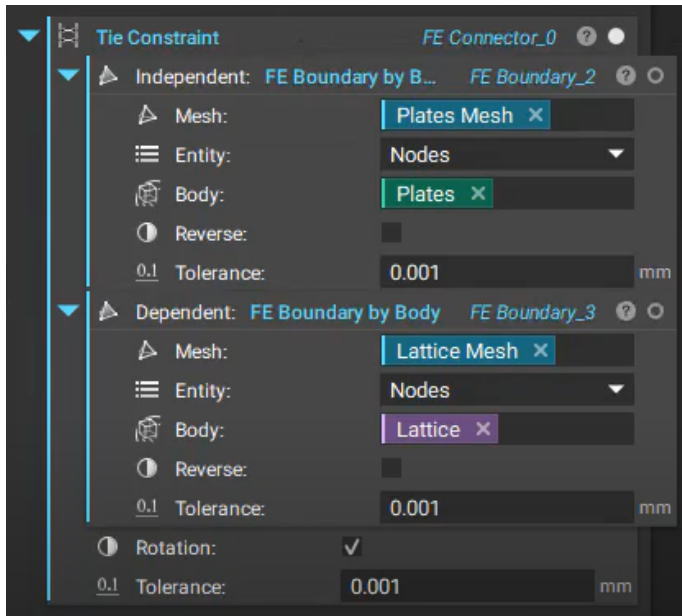 Tie Constraint FE Connector_0 ?
Independent: FE Boundary by B... FE Boundary_2 ?
Mesh: Plates Mesh ×
Entity: Nodes
Body: Plates ×
Reverse:
0.1 Tolerance: 0.001 mm
Dependent: FE Boundary by Body FE Boundary_3 ?
Mesh: Lattice Mesh ×
Entity: Nodes
Body: Lattice ×
Reverse:
0.1 Tolerance: 0.001 mm
Rotation: ✓
0.1 Tolerance: 0.001 mm